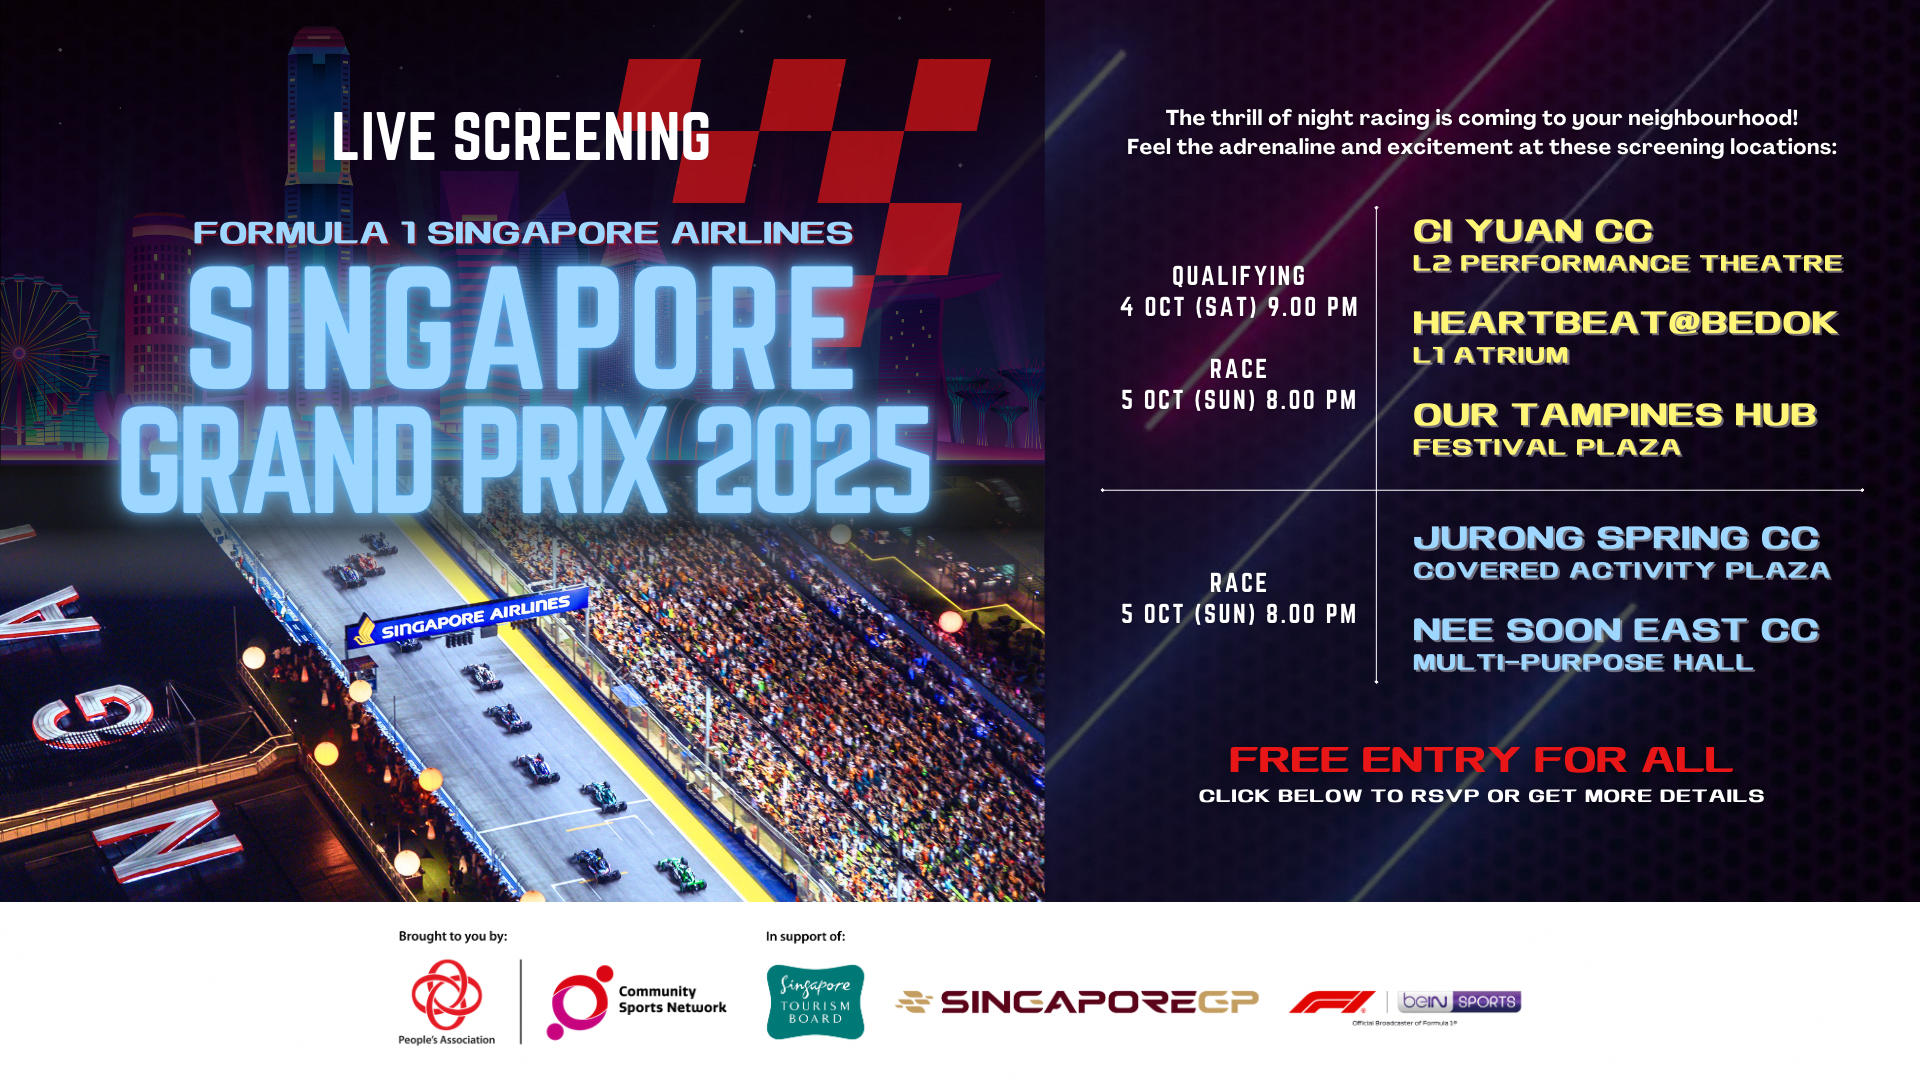 LIVE SCREENING
FORMULA 1 SINGAPORE AIRLINES
SINGAPORE
GRAND PRIX 2025
SINGAPORE AIRLINES
A
G
N
The thrill of night racing is coming to your neighbourhood!
Feel the adrenaline and excitement at these screening locations:
QUALIFYING
4 OCT (SAT) 9.00 PM
RACE
5 OCT (SUN) 8.00 PM
CI YUAN CC
L2 PERFORMANCE THEATRE
HEARTBEAT@BEDOK
L1 ATRIUM
OUR TAMPINES HUB
FESTIVAL PLAZA
RACE
5 OCT (SUN) 8.00 PM
JURONG SPRING CC
COVERED ACTIVITY PLAZA
NEE SOON EAST CC
MULTI-PURPOSE HALL
FREE ENTRY FOR ALL
CLICK BELOW TO RSVP OR GET MORE DETAILS
Brought to you by:
People's Association
Community
Sports Network
In support of:
Singapore
TOURISM
BOARD
SINGAPOREGP
F1
beIN SPORTS
Official Broadcaster of Formula 1®